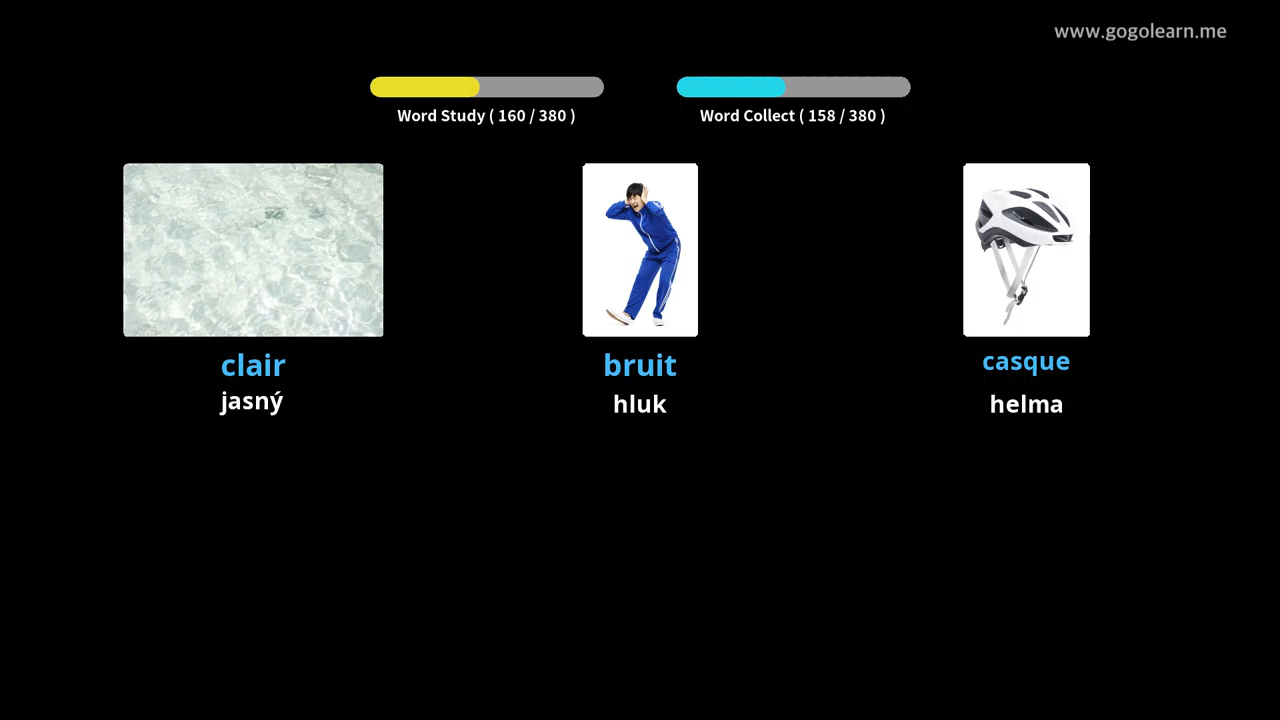 www.gogolearn.me
Word Study ( 160 / 380 )
Word Collect ( 158 / 380 )
clair
jasný
bruit
hluk
casque
helma